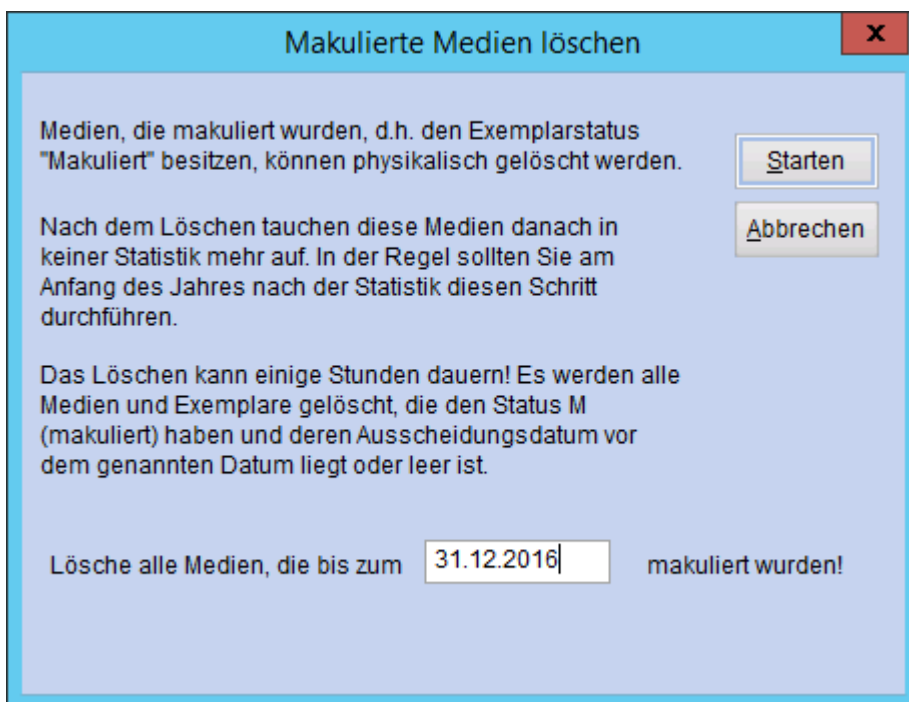 Makulierte Medien löschen
x
Medien, die makuliert wurden, d.h. den Exemplarstatus
"Makuliert" besitzen, können physikalisch gelöscht werden.
Starten
Nach dem Löschen tauchen diese Medien danach in
keiner Statistik mehr auf. In der Regel sollten Sie am
Anfang des Jahres nach der Statistik diesen Schritt
durchführen.
Abbrechen
Das Löschen kann einige Stunden dauern! Es werden alle
Medien und Exemplare gelöscht, die den Status M
(makuliert) haben und deren Ausscheidungsdatum vor
dem genannten Datum liegt oder leer ist.
Lösche alle Medien, die bis zum 31.12.2016 makuliert wurden!